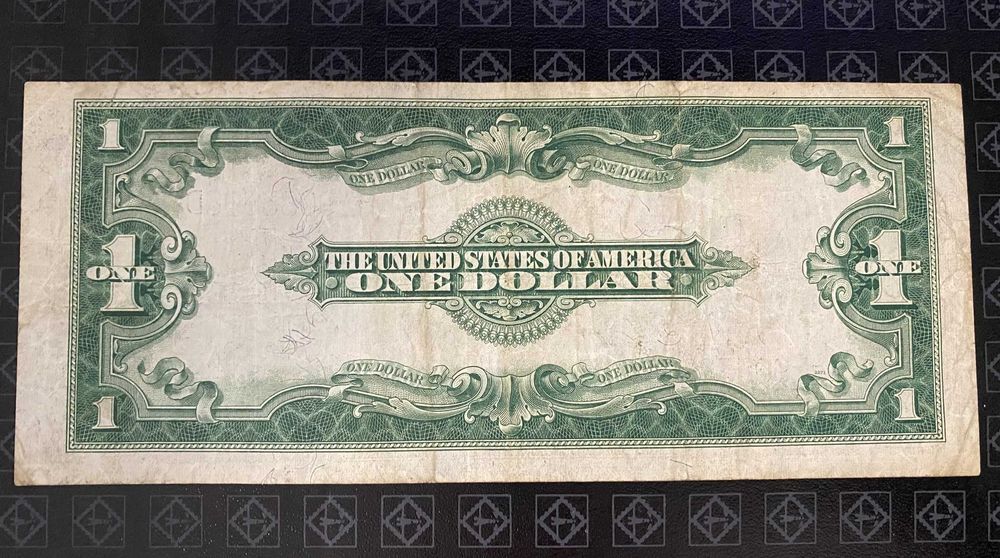 1 1
ONE DOLLAR ONE DOLLAR
THE UNITED STATES OF AMERICA
ONE ONE DOLLAR ONE
1 1
ONE DOLLAR ONE DOLLAR
1 1